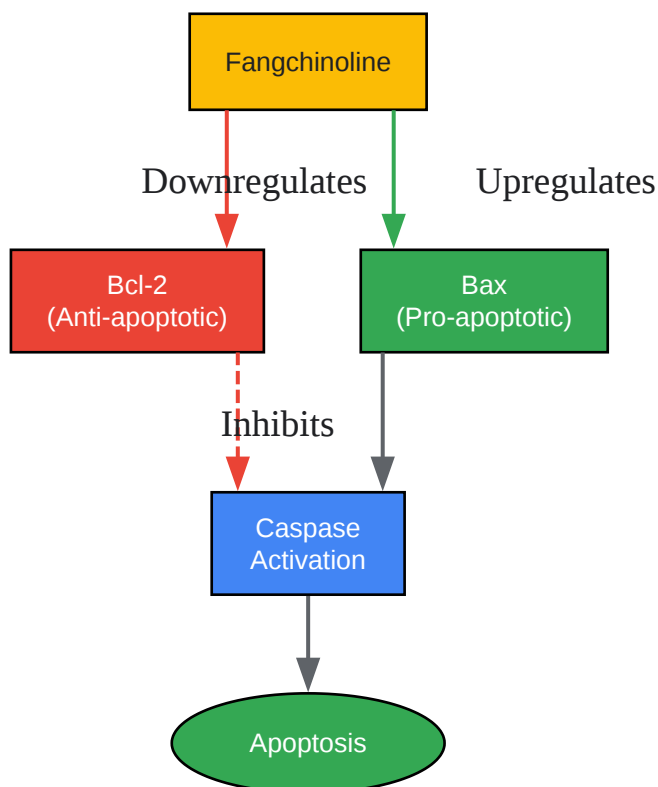 Fangchinoline
Downregulates
Upregulates
Bcl-2
(Anti-apoptotic)
Bax
(Pro-apoptotic)
Inhibits
Caspase
Activation
Apoptosis